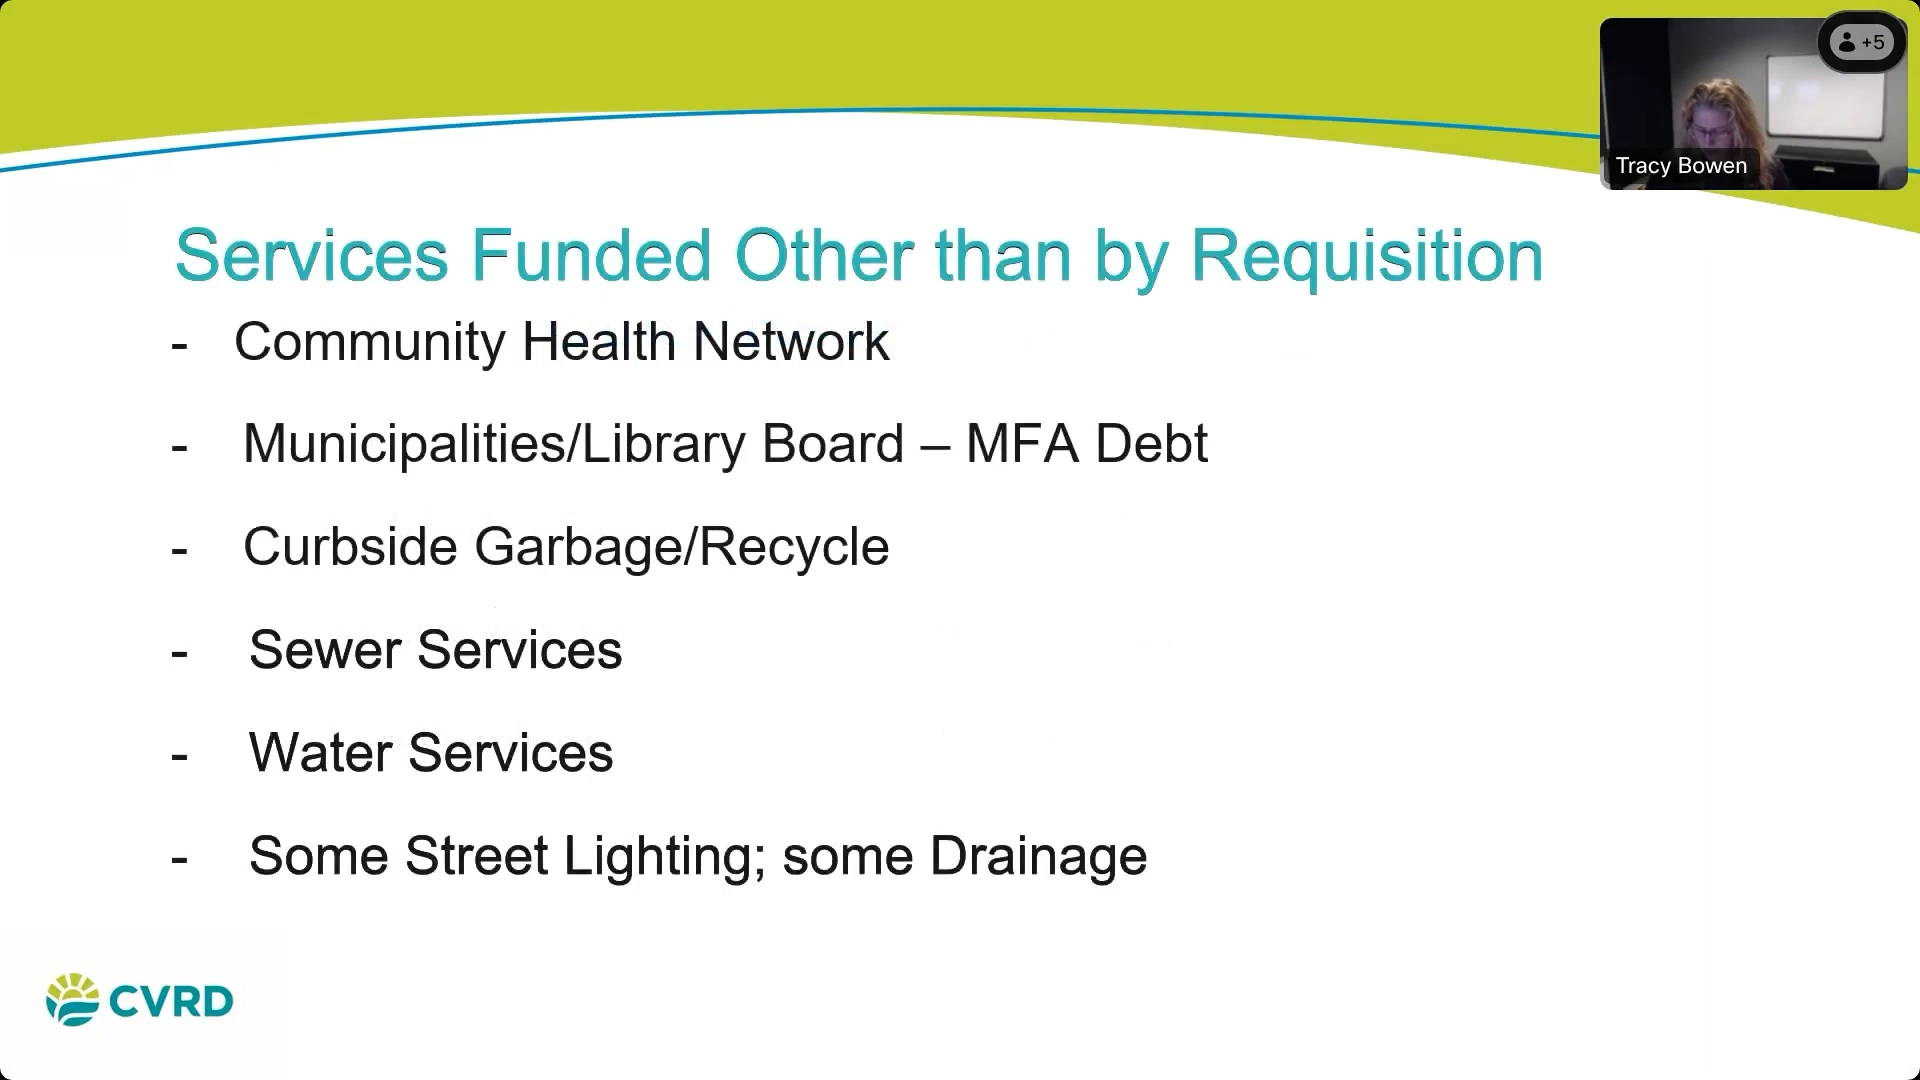 +5
Tracy Bowen
Services Funded Other than by Requisition
- Community Health Network
- Municipalities/Library Board – MFA Debt
- Curbside Garbage/Recycle
- Sewer Services
- Water Services
- Some Street Lighting; some Drainage
CVRD